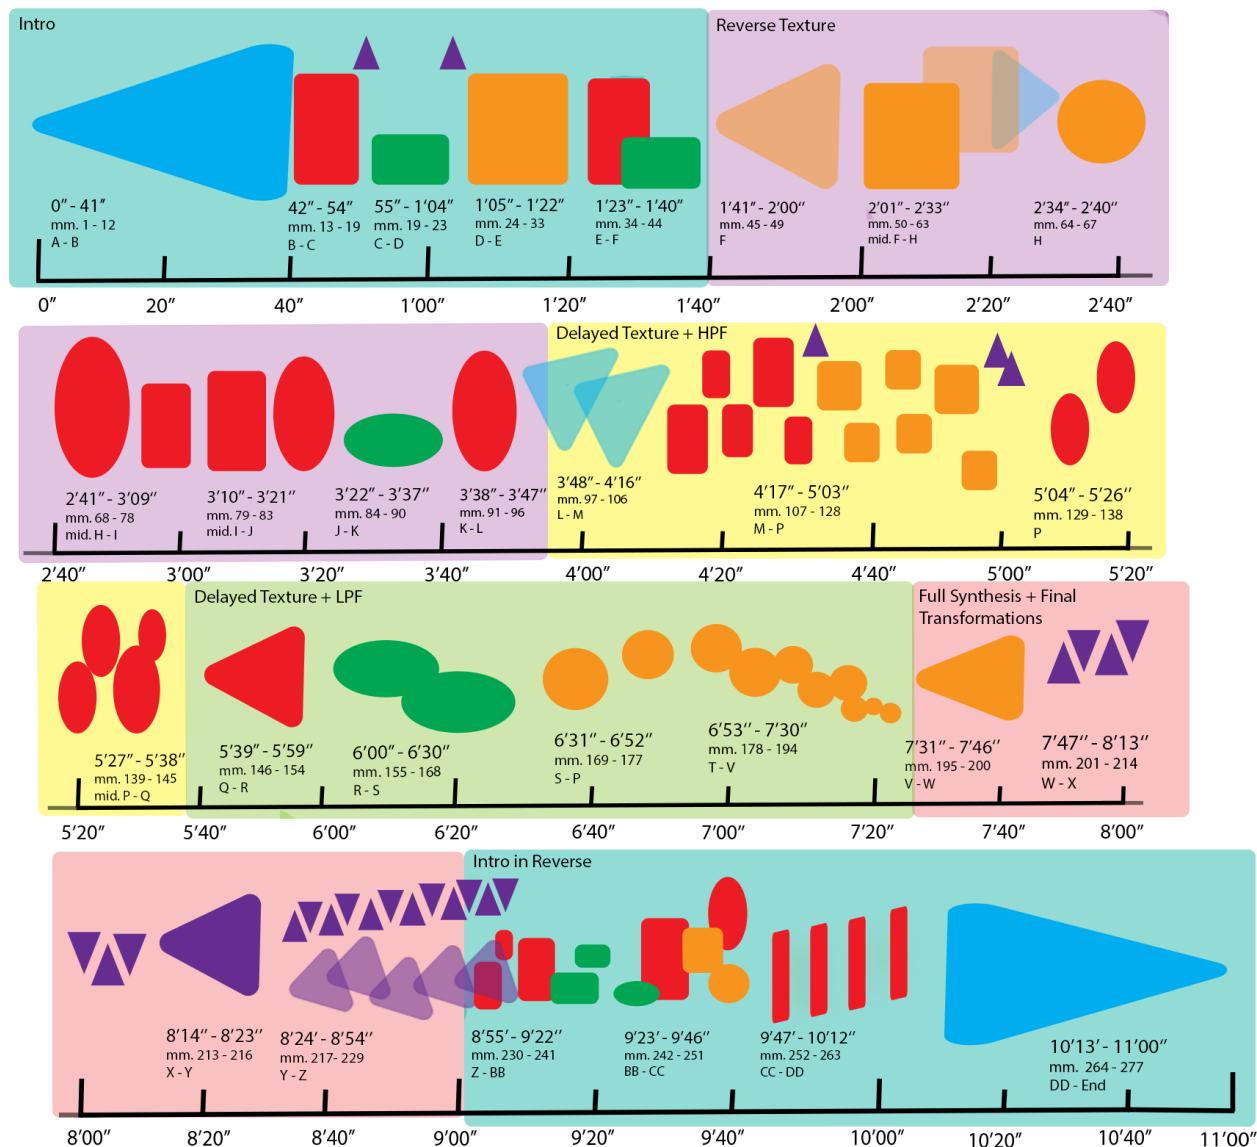 Intro
Reverse Texture
0” - 41”
mm. 1 - 12
A - B
42” - 54”
mm. 13 - 19
B - C
55” - 1’04”
mm. 19 - 23
C - D
1’05” - 1’22”
mm. 24 - 33
D - E
1’23” - 1’40”
mm. 34 - 44
E - F
1’41” - 2’00”
mm. 45 - 49
F
2’01” - 2’33”
mm. 50 - 63
mid. F - H
2’34” - 2’40”
mm. 64 - 67
H
0” 20” 40” 1’00” 1’20” 1’40” 2’00” 2’20” 2’40”
Delayed Texture + HPF
2’41” - 3’09”
mm. 68 - 78
mid. H - I
3’10” - 3’21”
mm. 79 - 83
mid. I - J
3’22” - 3’37”
mm. 84 - 90
J - K
3’38” - 3’47”
mm. 91 - 96
K - L
3’48” - 4’16”
mm. 97 - 106
L - M
4’17” - 5’03”
mm. 107 - 128
M - P
5’04” - 5’26”
mm. 129 - 138
P
2’40” 3’00” 3’20” 3’40” 4’00” 4’20” 4’40” 5’00” 5’20”
Delayed Texture + LPF
Full Synthesis + Final
Transformations
5’27” - 5’38”
mm. 139 - 145
mid. P - Q
5’39” - 5’59”
mm. 146 - 154
Q - R
6’00” - 6’30”
mm. 155 - 168
R - S
6’31” - 6’52”
mm. 169 - 177
S - P
6’53” - 7’30”
mm. 178 - 194
T - V
7’31” - 7’46”
mm. 195 - 200
V - W
7’47” - 8’13”
mm. 201 - 214
W - X
5’20” 5’40” 6’00” 6’20” 6’40” 7’00” 7’20” 7’40” 8’00”
Intro in Reverse
8’14” - 8’23”
mm. 213 - 216
X - Y
8’24’ - 8’54”
mm. 217- 229
Y - Z
8’55’ - 9’22”
mm. 230 - 241
Z - BB
9’23’ - 9’46”
mm. 242 - 251
BB - CC
9’47’ - 10’12”
mm. 252 - 263
CC - DD
10’13’ - 11’00”
mm. 264 - 277
DD - End
8’00” 8’20” 8’40” 9’00” 9’20” 9’40” 10’00” 10’20” 10’40” 11’00”